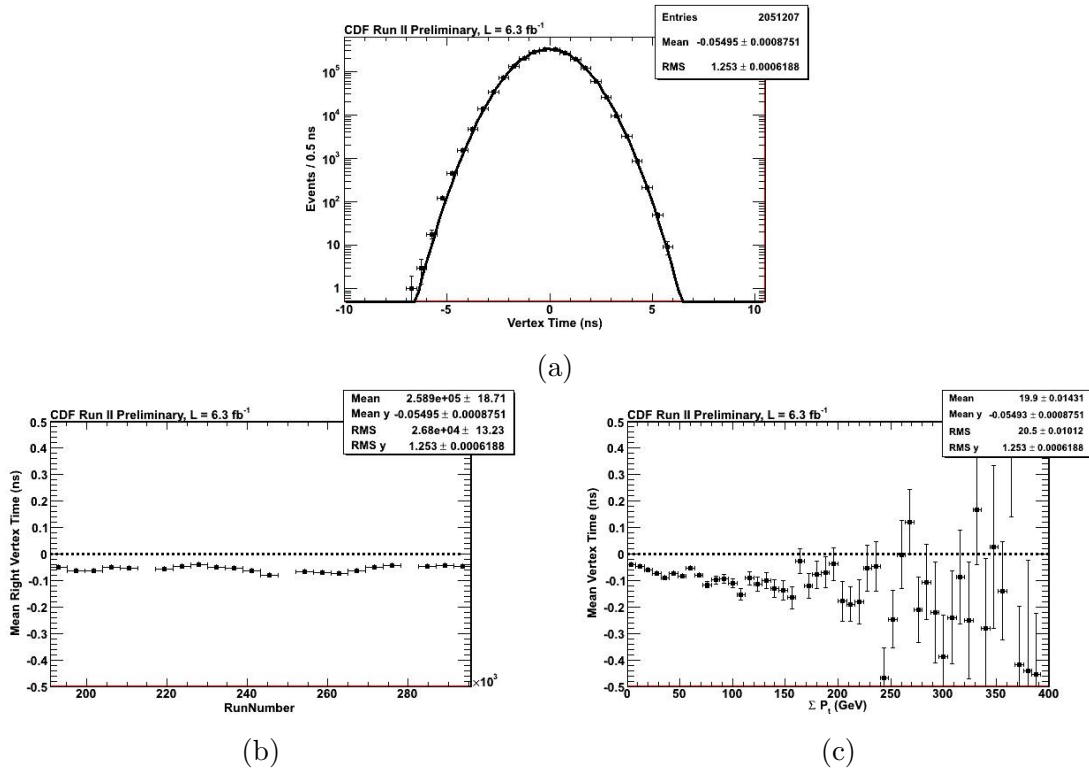 CDF Run II Preliminary, L = 6.3 fb⁻¹
Entries 2051207
Mean -0.05495 ± 0.0008751
RMS 1.253 ± 0.0006188
Events / 0.5 ns
10⁵
10⁴
10³
10²
10
1
-10 -5 0 5 10
Vertex Time (ns)
(a)
CDF Run II Preliminary, L = 6.3 fb⁻¹
Mean 2.589e+05 ± 18.71
Mean y -0.05495 ± 0.0008751
RMS 2.68e+04 ± 13.23
RMS y 1.253 ± 0.0006188
Mean Right Vertex Time (ns)
0.5
0.4
0.3
0.2
0.1
0
-0.1
-0.2
-0.3
-0.4
-0.5
200 220 240 260 280
×10³
RunNumber
(b)
CDF Run II Preliminary, L = 6.3 fb⁻¹
Mean 19.9 ± 0.01431
Mean y -0.05493 ± 0.0008751
RMS 20.5 ± 0.01012
RMS y 1.253 ± 0.0006188
Mean Vertex Time (ns)
0.5
0.4
0.3
0.2
0.1
0
-0.1
-0.2
-0.3
-0.4
-0.5
0 50 100 150 200 250 300 350 400
Σ Pₜ (GeV)
(c)